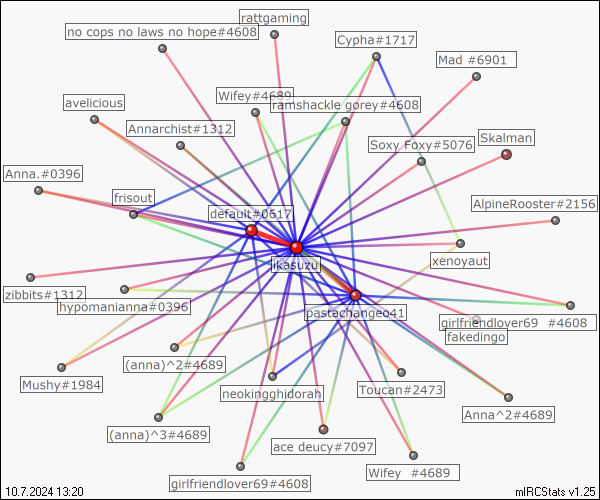 rattgaming
no cops no laws no hope#4608
Cypha#1717
Mad #6901
Wifey#4689
ramshackle gorey#4608
avelicious
Annarchist#1312
Skalman
Soxy Foxy#5076
Anna.#0396
frisout
AlpineRooster#2156
default#0617
xenoyaut
ikasuzu
zibbits#1312
hypomanianna#0396
pastachangeo41
girlfriendlover69 #4608
fakedingo
(anna)^2#4689
Mushy#1984
neokingghidorah
Toucan#2473
Anna^2#4689
(anna)^3#4689
ace deucy#7097
girlfriendlover69#4608
Wifey #4689
10.7.2024 13:20
mIRCStats v1.25